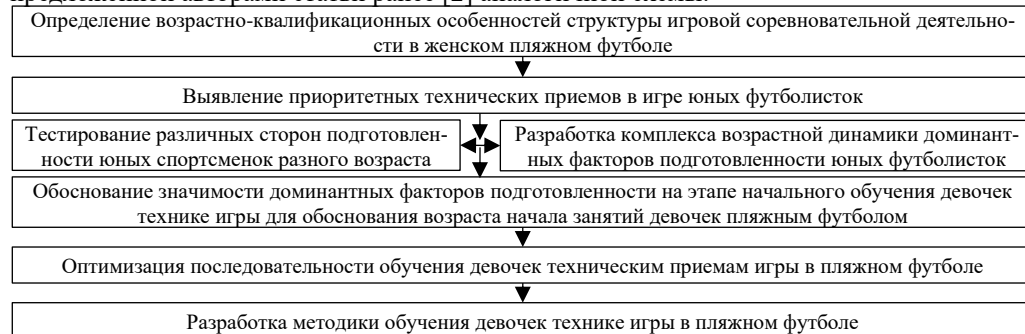 Определение возрастно-квалификационных особенностей структуры игровой соревновательной деятельно-
сти в женском пляжном футболе
Выявление приоритетных технических приемов в игре юных футболисток
Тестирование различных сторон подготовлен-
ности юных спортсменок разного возраста
Разработка комплекса возрастной динамики доминант-
ных факторов подготовленности юных футболисток
Обоснование значимости доминантных факторов подготовленности на этапе начального обучения девочек
технике игры для обоснования возраста начала занятий девочек пляжным футболом
Оптимизация последовательности обучения девочек техническим приемам игры в пляжном футболе
Разработка методики обучения девочек технике игры в пляжном футболе